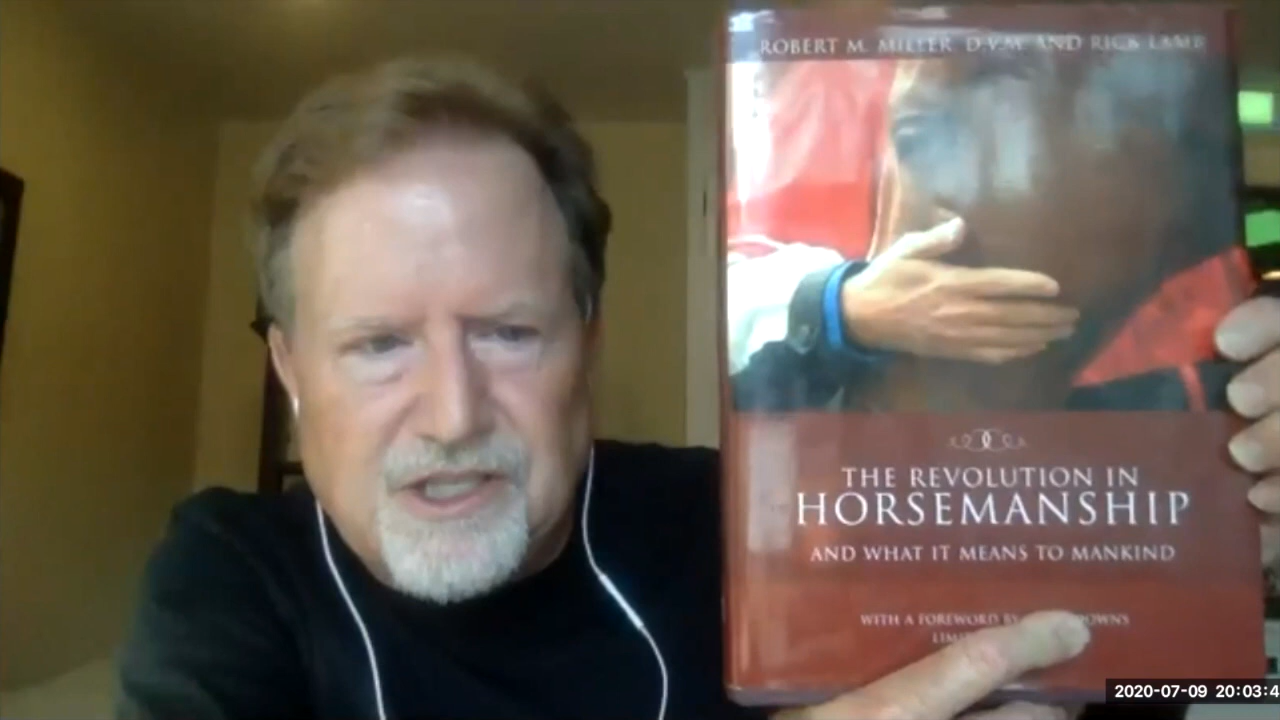 ROBERT M. MILLER, D.V.M. AND RICK LAMB
THE REVOLUTION IN
HORSEMANSHIP
AND WHAT IT MEANS TO MANKIND
WITH A FOREWORD BY
2020-07-09 20:03:4